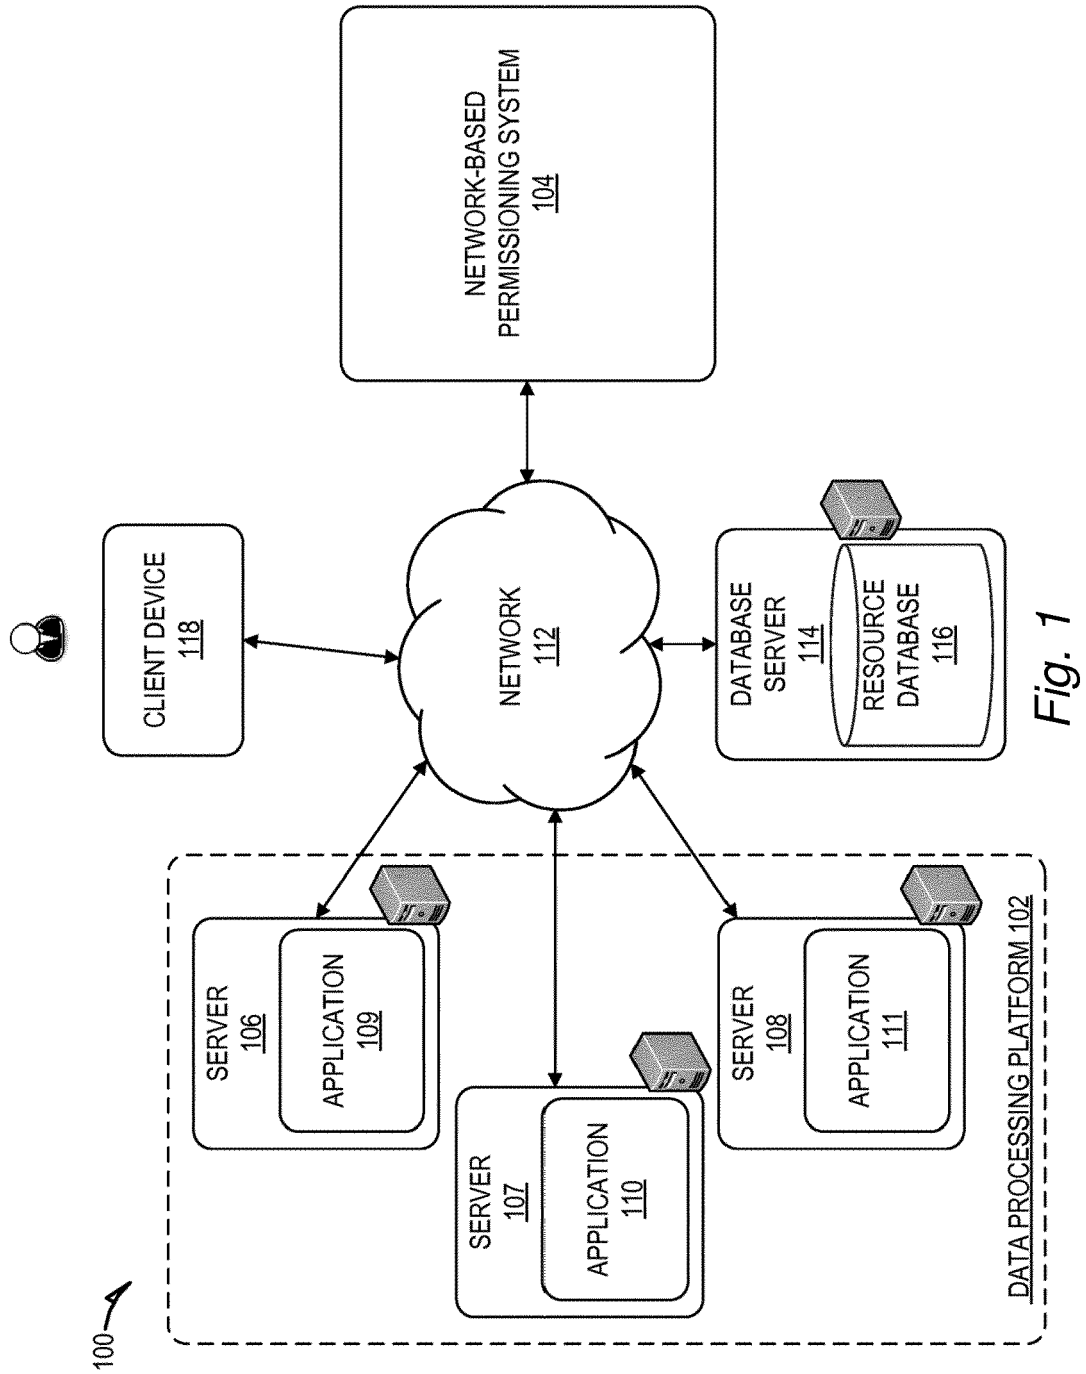 100
DATA PROCESSING PLATFORM 102
SERVER
106
APPLICATION
109
SERVER
107
APPLICATION
110
SERVER
108
APPLICATION
111
CLIENT DEVICE
118
NETWORK
112
DATABASE
SERVER
114
RESOURCE
DATABASE
116
NETWORK-BASED
PERMISSIONING SYSTEM
104
Fig. 1